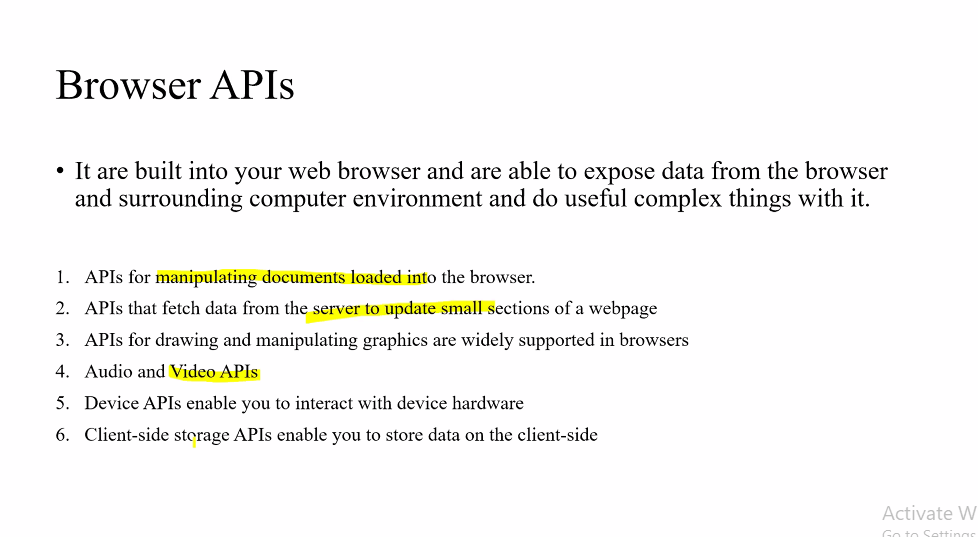 Browser APIs
• It are built into your web browser and are able to expose data from the browser
and surrounding computer environment and do useful complex things with it.
1. APIs for manipulating documents loaded into the browser.
2. APIs that fetch data from the server to update small sections of a webpage
3. APIs for drawing and manipulating graphics are widely supported in browsers
4. Audio and Video APIs
5. Device APIs enable you to interact with device hardware
6. Client-side storage APIs enable you to store data on the client-side
Activate W
Go to Settings